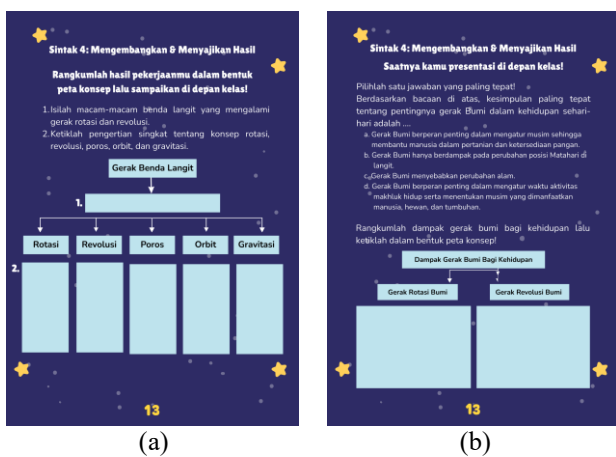 Sintak 4: Mengembangkan & Menyajikan Hasil
Rangkumlah hasil pekerjaanmu dalam bentuk
peta konsep lalu sampaikan di depan kelas!
1. Isilah macam-macam benda langit yang mengalami
gerak rotasi dan revolusi.
2. Ketiklah pengertian singkat tentang konsep rotasi,
revolusi, poros, orbit, dan gravitasi.
Gerak Benda Langit
1.
Rotasi
Revolusi
Poros
Orbit
Gravitasi
2.
13
(a)
Sintak 4: Mengembangkan & Menyajikan Hasil
Saatnya kamu presentasi di depan kelas!
Pilihlah satu jawaban yang paling tepat!
Berdasarkan bacaan di atas, kesimpulan paling tepat
tentang pentingnya gerak Bumi dalam kehidupan sehari-
hari adalah ....
a. Gerak Bumi berperan penting dalam mengatur musim sehingga
membantu manusia dalam pertanian dan ketersediaan pangan.
b. Gerak Bumi hanya berdampak pada perubahan posisi Matahari di
langit.
c. Gerak Bumi menyebabkan perubahan alam.
d. Gerak Bumi berperan penting dalam mengatur waktu aktivitas
makhluk hidup serta menentukan musim yang dimanfaatkan
manusia, hewan, dan tumbuhan.
Rangkumlah dampak gerak bumi bagi kehidupan lalu
ketiklah dalam bentuk peta konsep!
Dampak Gerak Bumi Bagi Kehidupan
Gerak Rotasi Bumi
Gerak Revolusi Bumi
13
(b)